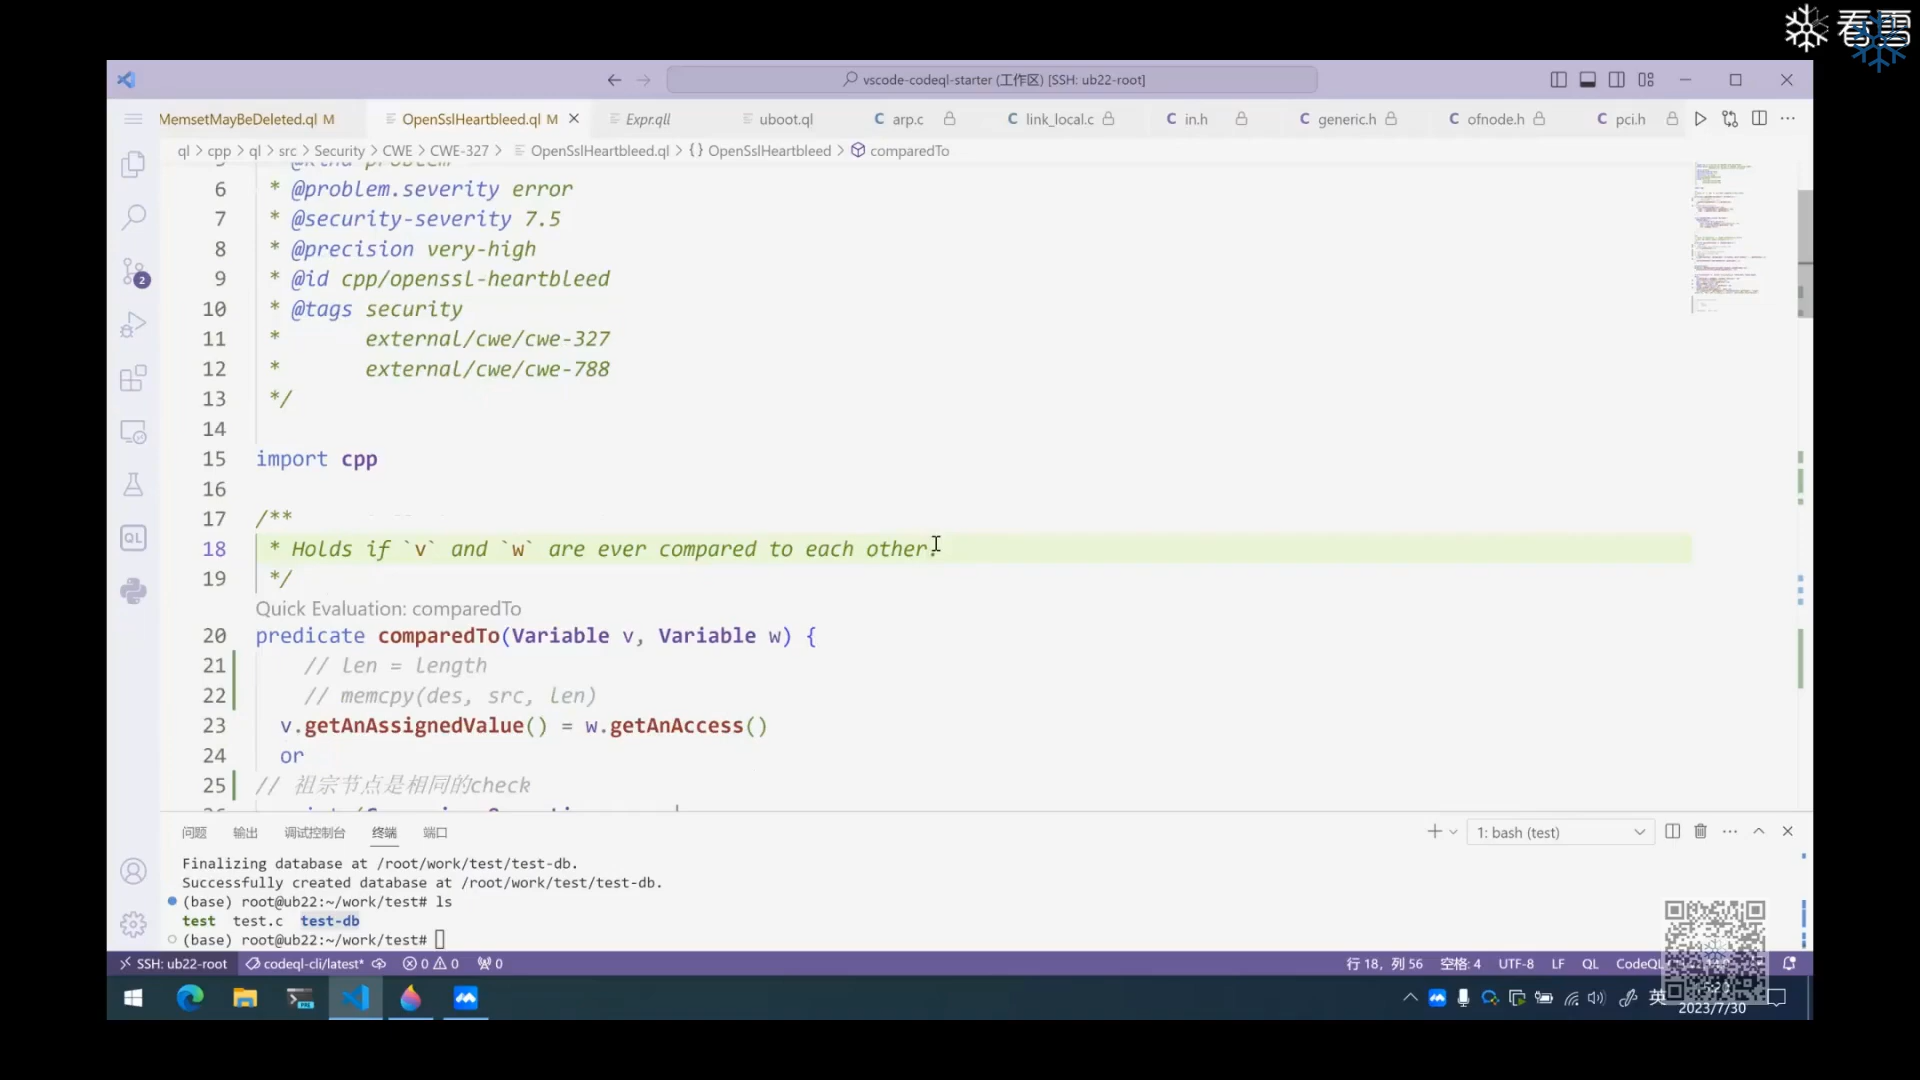 看雪
vscode-codeql-starter (工作区) [SSH: ub22-root]
MemsetMayBeDeleted.ql M OpenSslHeartbleed.ql M Expr.qll uboot.ql C arp.c C link_local.c C in.h C generic.h C ofnode.h C pci.h
ql > cpp > ql > src > Security > CWE > CWE-327 > OpenSslHeartbleed.ql > {} OpenSslHeartbleed > comparedTo
6 * @problem.severity error
7 * @security-severity 7.5
8 * @precision very-high
9 * @id cpp/openssl-heartbleed
10 * @tags security
11 * external/cwe/cwe-327
12 * external/cwe/cwe-788
13 */
14
15 import cpp
16
17 /**
18 * Holds if `v` and `w` are ever compared to each other.
19 */
Quick Evaluation: comparedTo
20 predicate comparedTo(Variable v, Variable w) {
21 // len = length
22 // memcpy(des, src, len)
23 v.getAnAssignedValue() = w.getAnAccess()
24 or
25 // 祖宗节点是相同的check
问题 输出 调试控制台 终端 端口 1: bash (test)
Finalizing database at /root/work/test/test-db.
Successfully created database at /root/work/test/test-db.
(base) root@ub22:~/work/test# ls
test test.c test-db
(base) root@ub22:~/work/test#
SSH: ub22-root codeql-cli/latest* 0 0 0 行 18, 列 56 空格: 4 UTF-8 LF QL CodeQL
英
2023/7/30